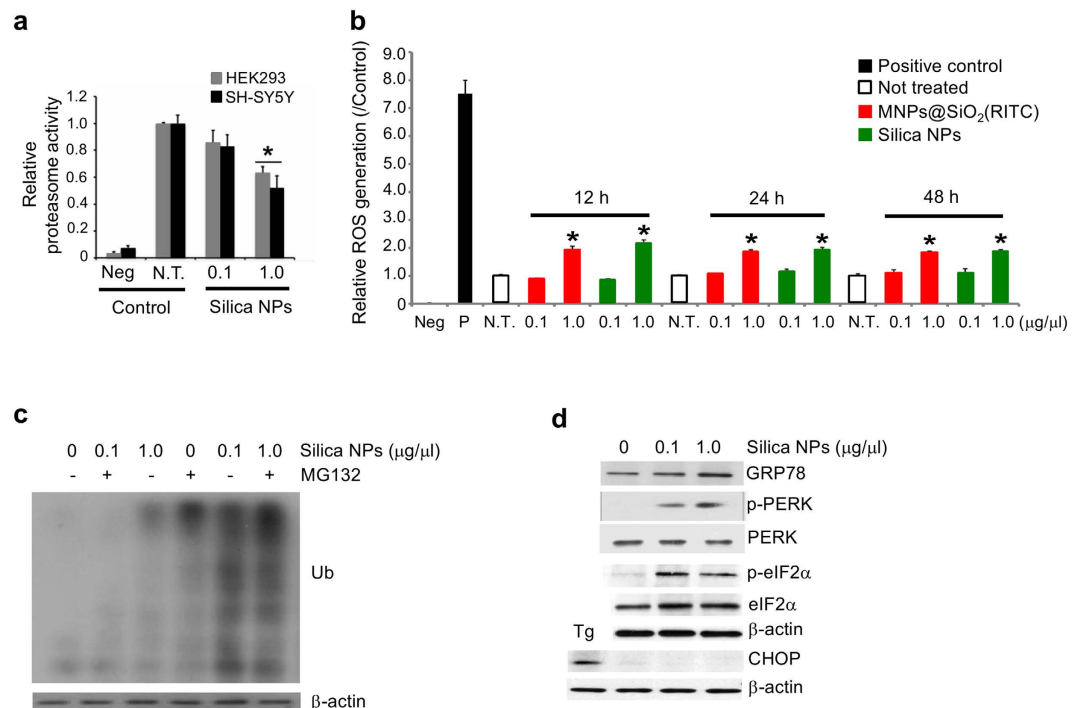 a
HEK293
SH-SY5Y
Relative
proteasome activity
1.2
1.0
0.8
0.6
0.4
0.2
0
*
Neg N.T. 0.1 1.0
Control Silica NPs
b
Relative ROS generation (/Control)
9.0
8.0
7.0
6.0
5.0
4.0
3.0
2.0
1.0
0
Positive control
Not treated
MNPs@SiO₂(RITC)
Silica NPs
12 h 24 h 48 h
* * * * * *
Neg P N.T. 0.1 1.0 0.1 1.0 N.T. 0.1 1.0 0.1 1.0 N.T. 0.1 1.0 0.1 1.0 (μg/μl)
c
0 0.1 1.0 0 0.1 1.0 Silica NPs (μg/μl)
- + - + - + MG132
Ub
β-actin
d
0 0.1 1.0 Silica NPs (μg/μl)
GRP78
p-PERK
PERK
p-eIF2α
eIF2α
Tg β-actin
CHOP
β-actin